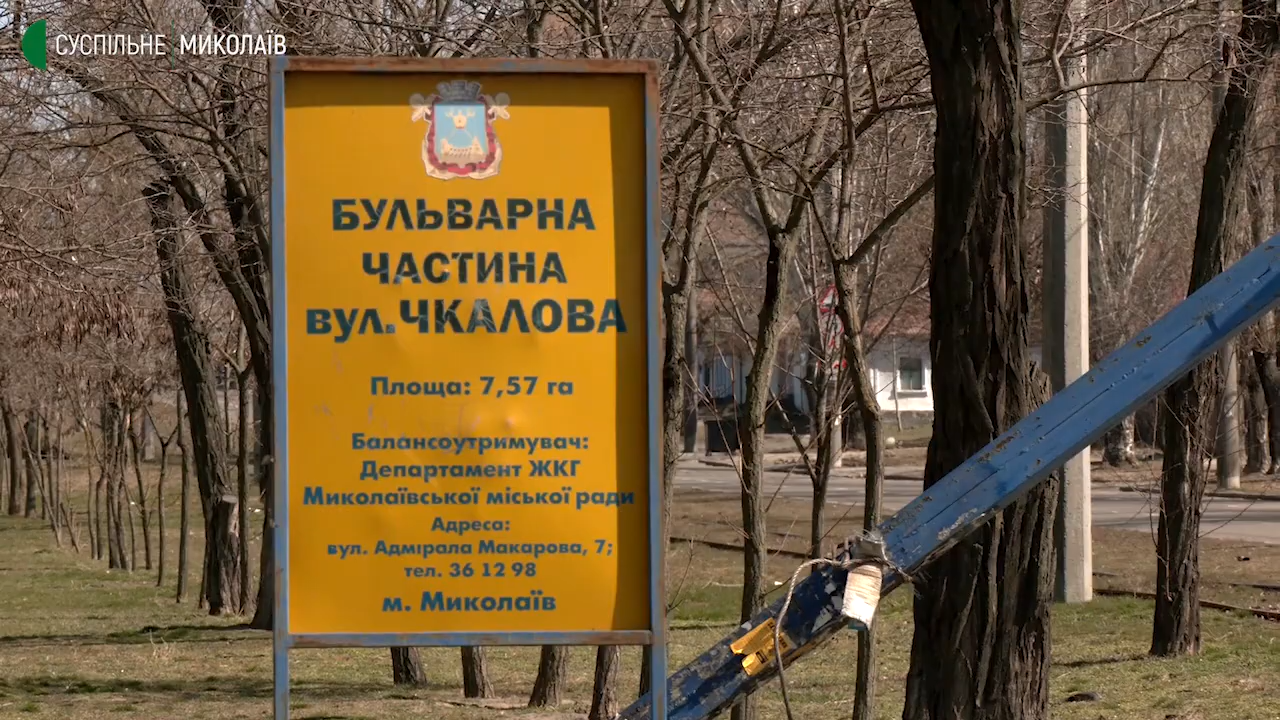 СУСПІЛЬНЕ МИКОЛАЇВ
БУЛЬВАРНА
ЧАСТИНА
вул.ЧКАЛОВА
Площа: 7,57 га
Балансоутримувач:
Департамент ЖКГ
Миколаївської міської ради
Адреса:
вул. Адмірала Макарова, 7;
тел. 36 12 98
м. Миколаїв